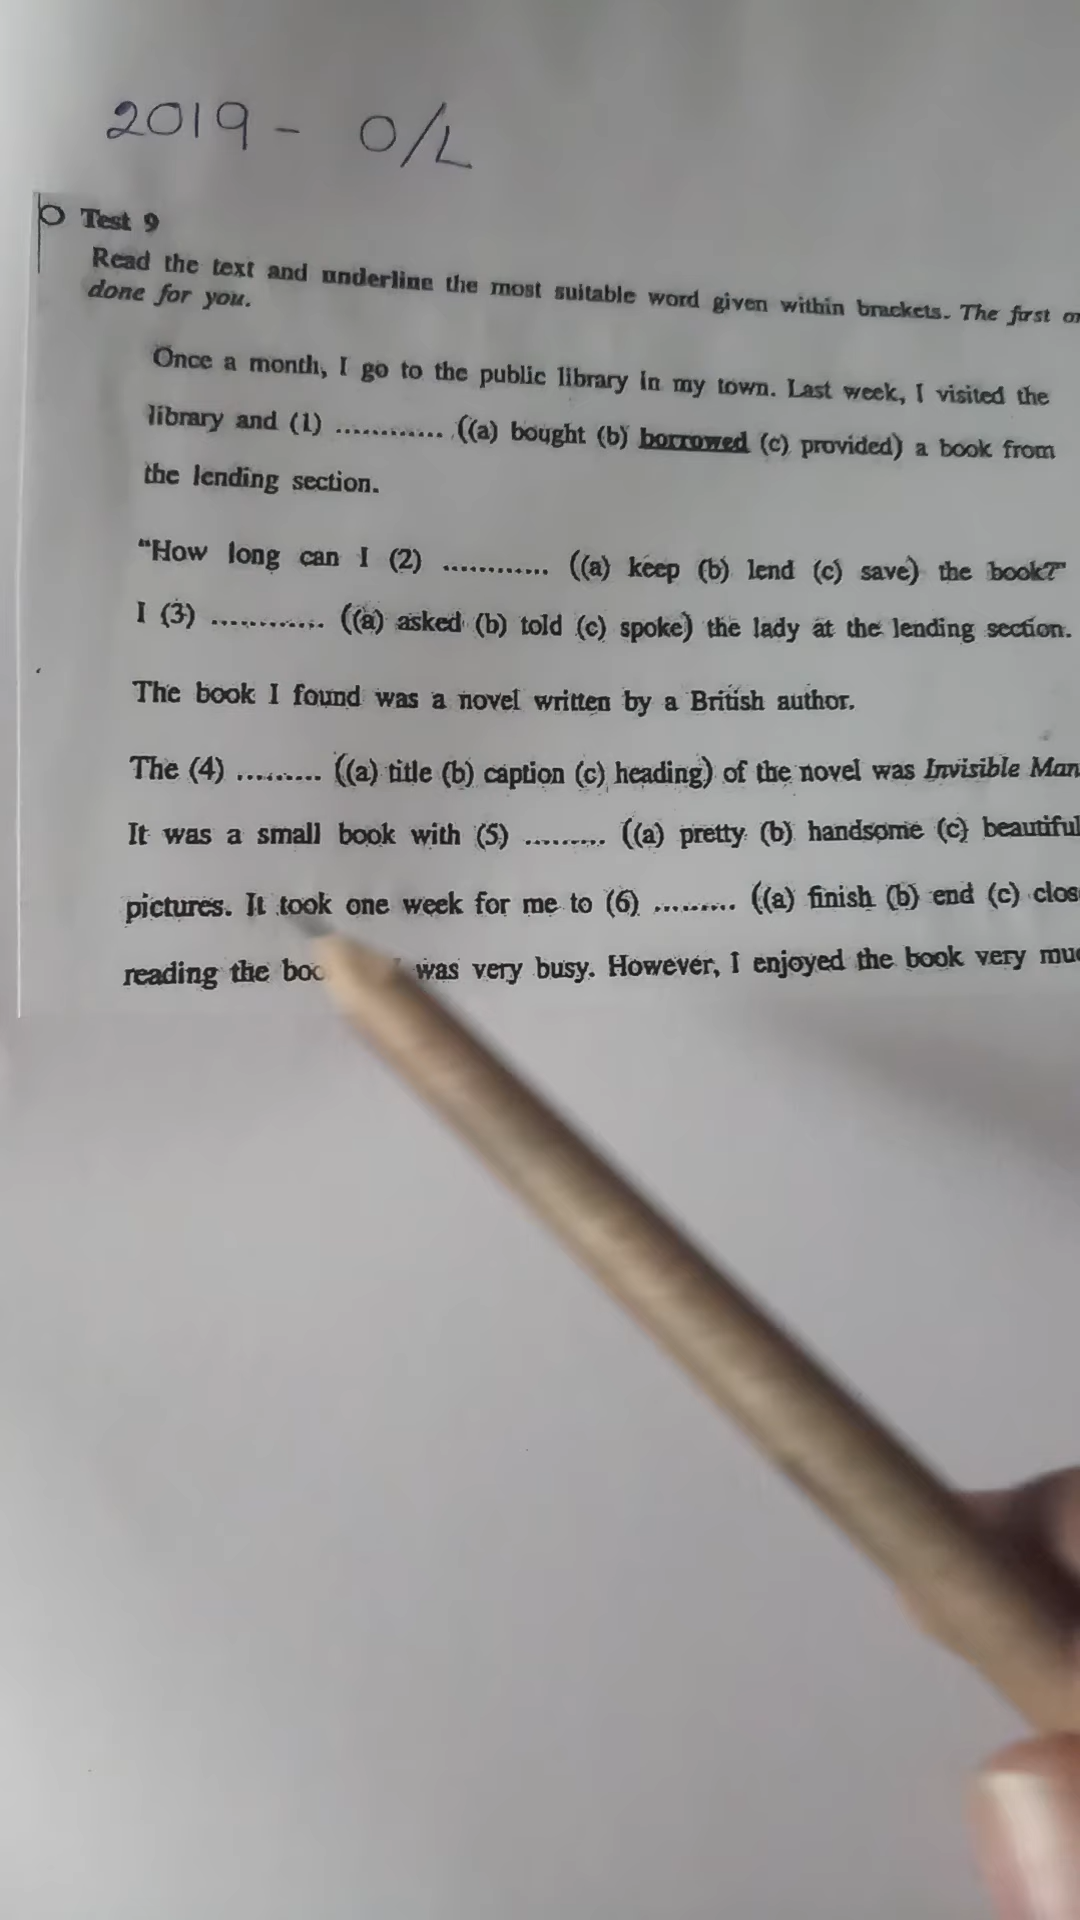 2019 - O/L
Test 9
Read the text and underline the most suitable word given within brackets. The first
done for you.
Once a month, I go to the public library in my town. Last week, I visited the
library and (1) ............ ((a) bought (b) borrowed (c) provided) a book from
the lending section.
"How long can I (2) ............ ((a) keep (b) lend (c) save) the book?"
I (3) ............ ((a) asked (b) told (c) spoke) the lady at the lending section.
The book I found was a novel written by a British author.
The (4) ......... ((a) title (b) caption (c) heading) of the novel was Invisible Man
It was a small book with (5) ......... ((a) pretty (b) handsome (c) beautiful
pictures. It took one week for me to (6) ......... ((a) finish (b) end (c) clos
reading the boo was very busy. However, I enjoyed the book very muc